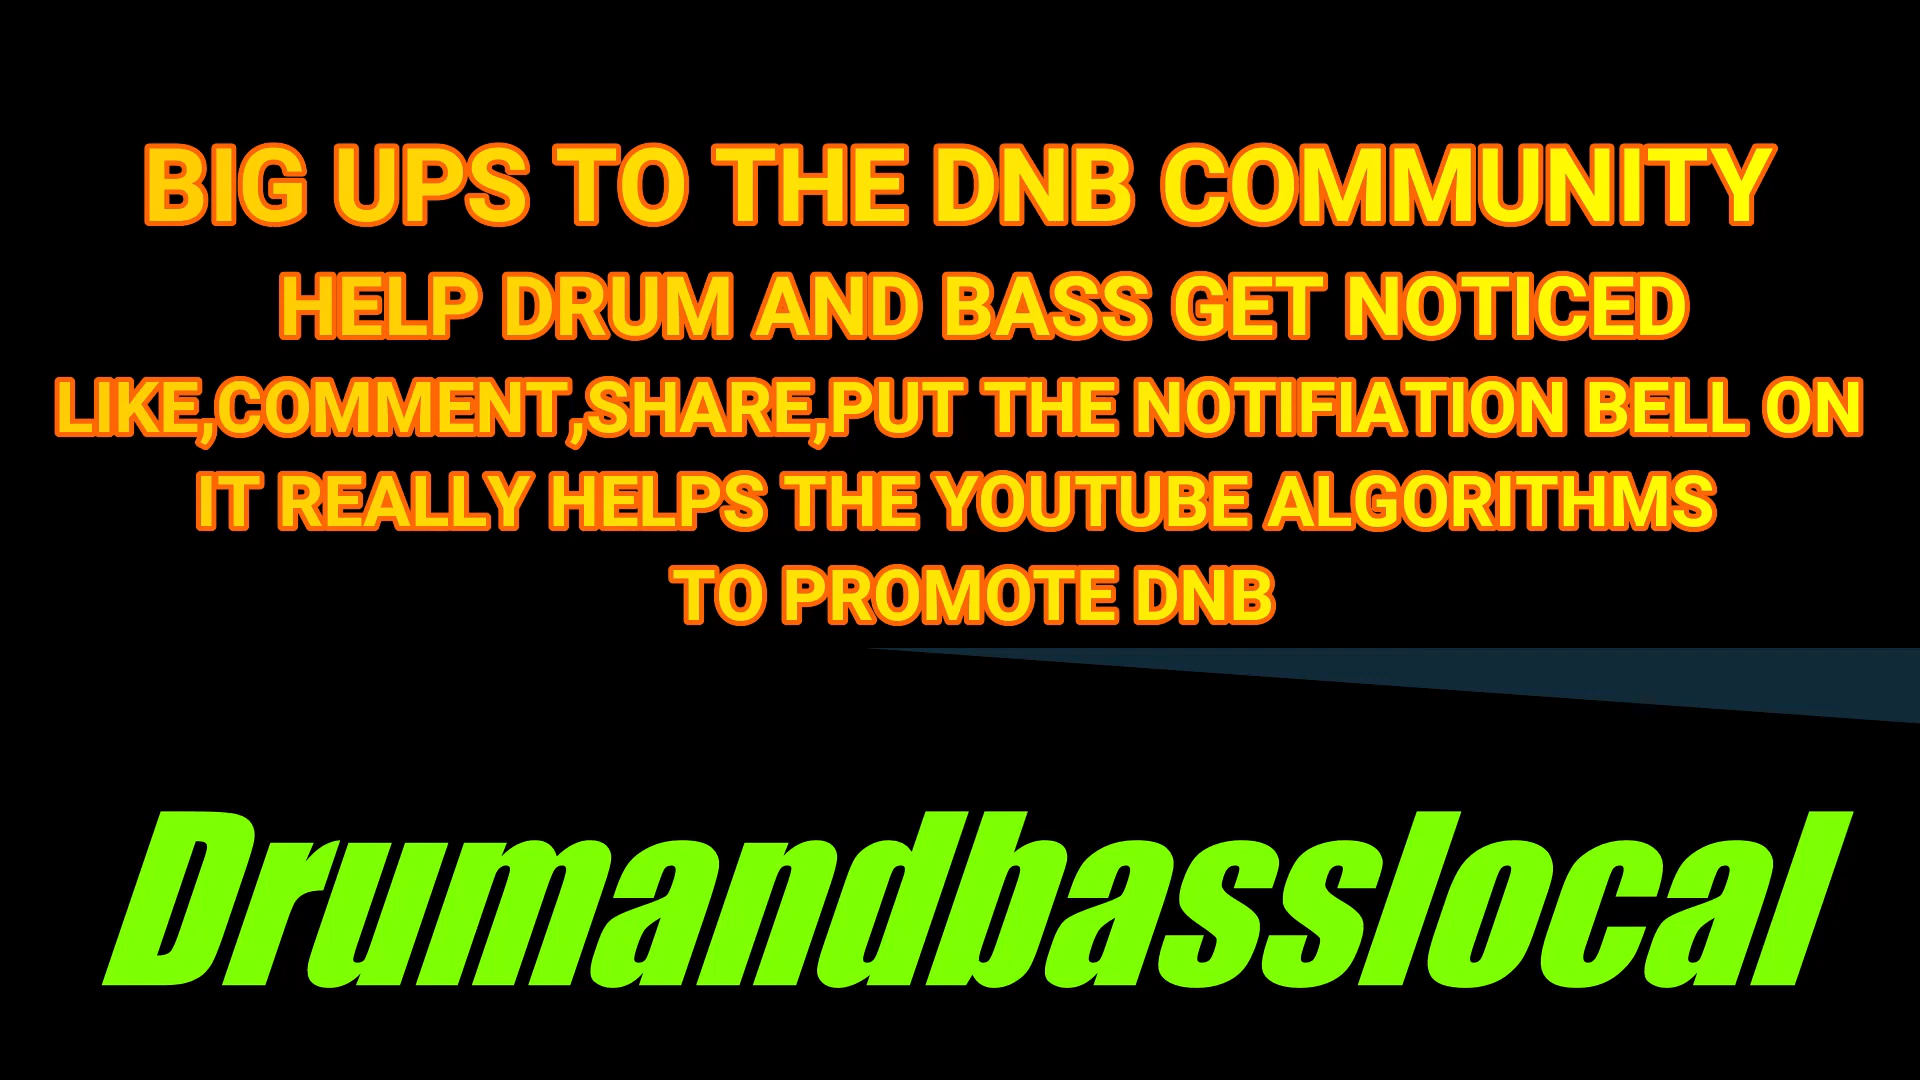 BIG UPS TO THE DNB COMMUNITY
HELP DRUM AND BASS GET NOTICED
LIKE,COMMENT,SHARE,PUT THE NOTIFIATION BELL ON
IT REALLY HELPS THE YOUTUBE ALGORITHMS
TO PROMOTE DNB
Drumandbasslocal